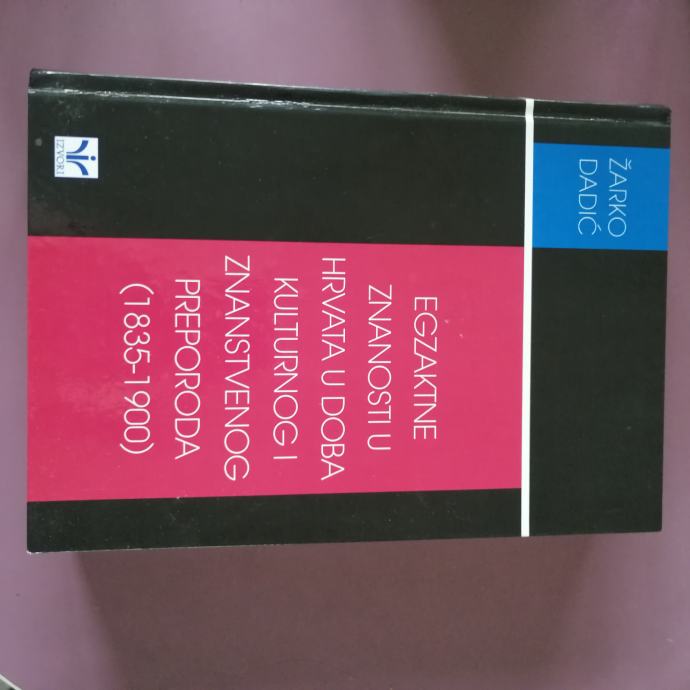 ŽARKO
DADIĆ
EGZAKTNE
ZNANOSTI U
HRVATA U DOBA
KULTURNOG I
ZNANSTVENOG
PREPORODA
(1835-1900)
IZVORI